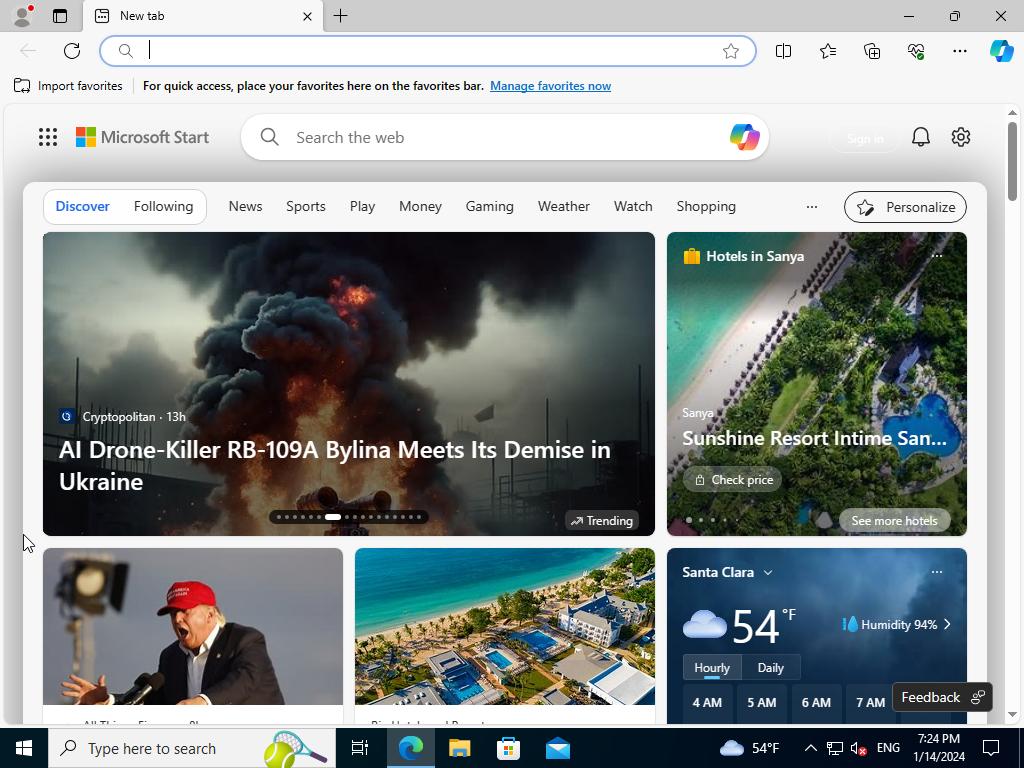 New tab
Import favorites
For quick access, place your favorites here on the favorites bar. Manage favorites now
Microsoft Start
Search the web
Sign in
Discover
Following
News
Sports
Play
Money
Gaming
Weather
Watch
Shopping
Personalize
Cryptopolitan · 13h
AI Drone-Killer RB-109A Bylina Meets Its Demise in
Ukraine
Trending
Hotels in Sanya
Sanya
Sunshine Resort Intime San...
Check price
See more hotels
Santa Clara
54 °F
Humidity 94%
Hourly
Daily
4 AM
5 AM
6 AM
7 AM
Feedback
Type here to search
54°F
ENG
7:24 PM
1/14/2024